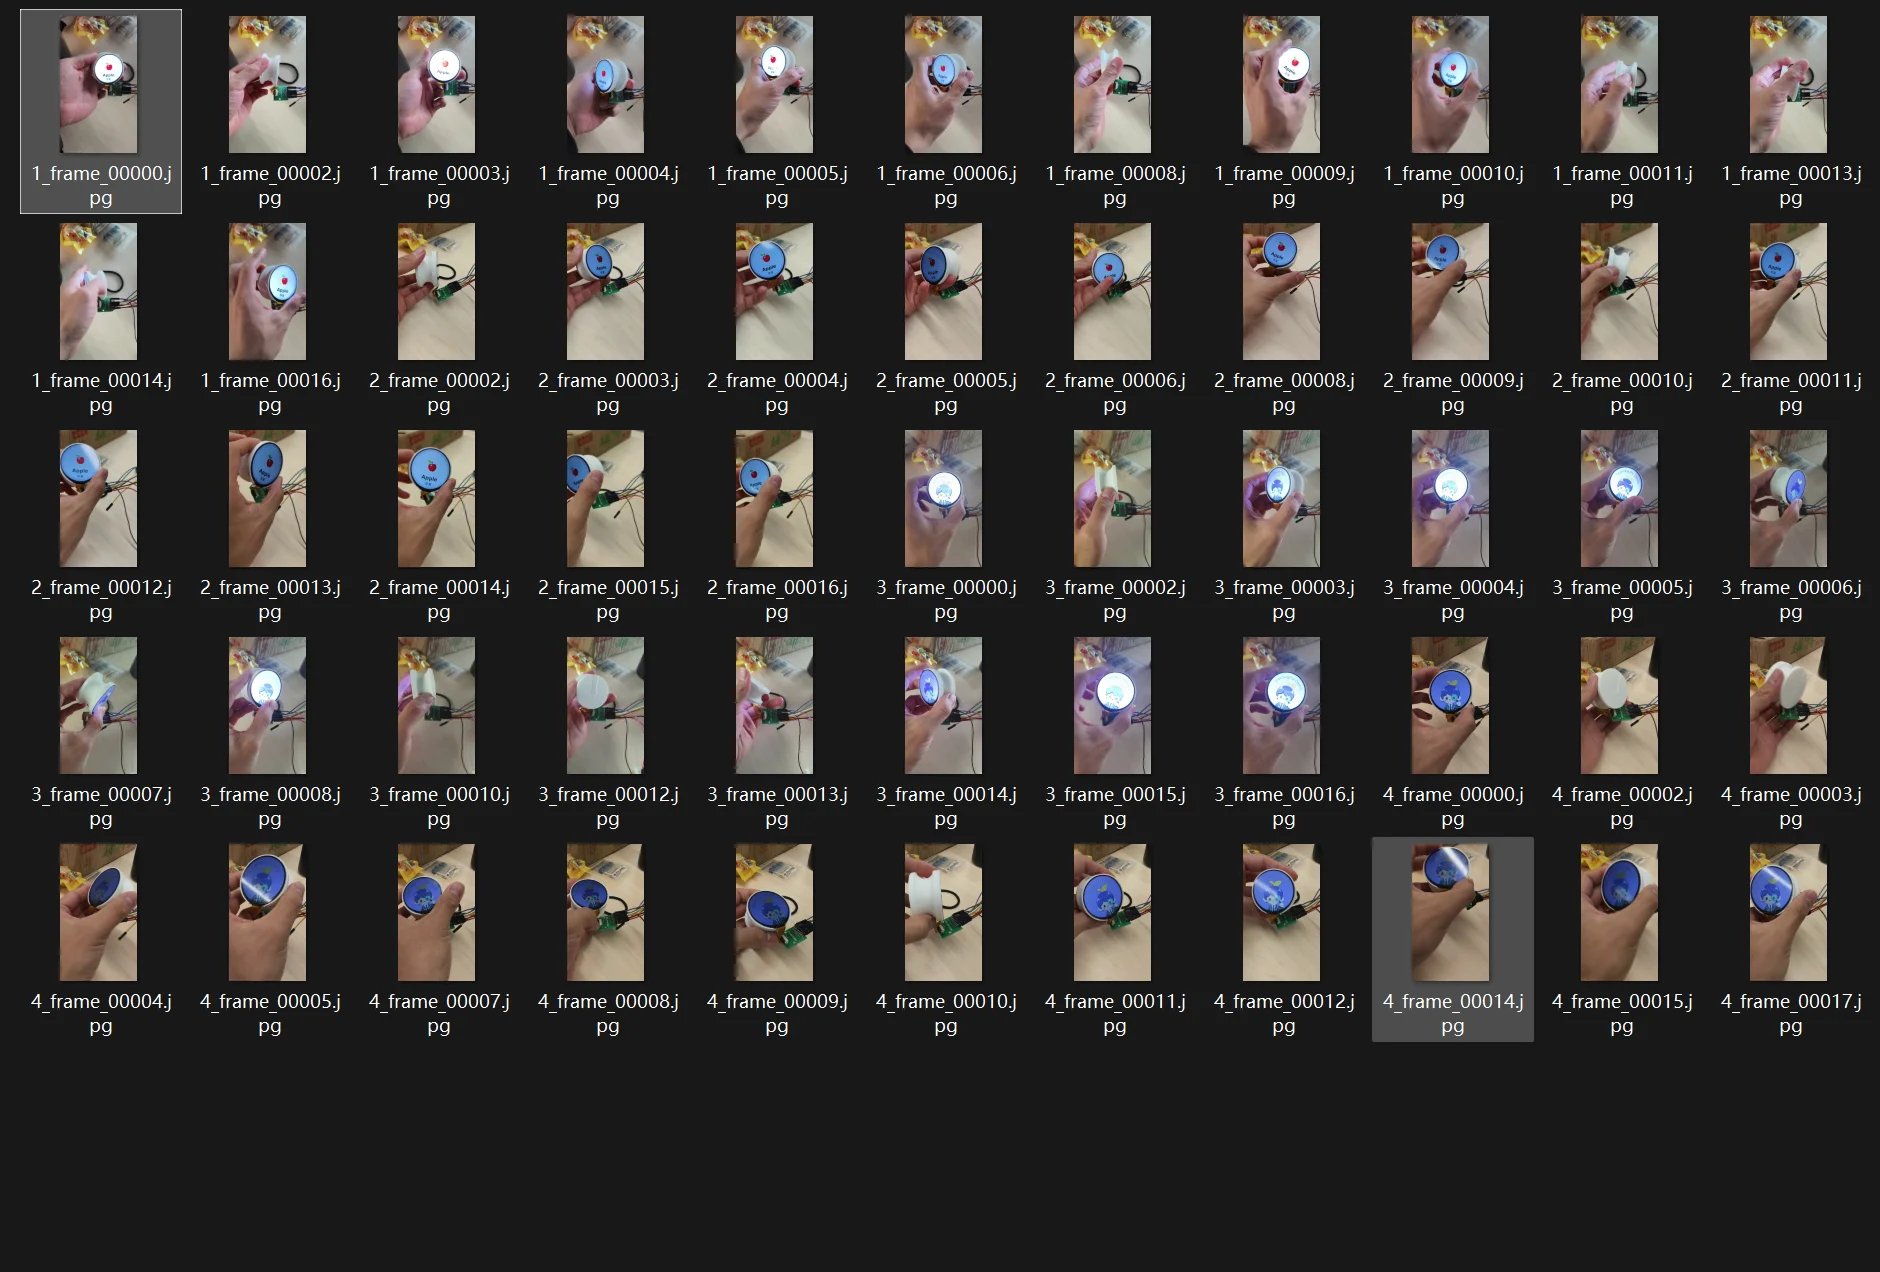 1_frame_00000.j
pg
1_frame_00002.j
pg
1_frame_00003.j
pg
1_frame_00004.j
pg
1_frame_00005.j
pg
1_frame_00006.j
pg
1_frame_00008.j
pg
1_frame_00009.j
pg
1_frame_00010.j
pg
1_frame_00011.j
pg
1_frame_00013.j
pg
1_frame_00014.j
pg
1_frame_00016.j
pg
2_frame_00002.j
pg
2_frame_00003.j
pg
2_frame_00004.j
pg
2_frame_00005.j
pg
2_frame_00006.j
pg
2_frame_00008.j
pg
2_frame_00009.j
pg
2_frame_00010.j
pg
2_frame_00011.j
pg
2_frame_00012.j
pg
2_frame_00013.j
pg
2_frame_00014.j
pg
2_frame_00015.j
pg
2_frame_00016.j
pg
3_frame_00000.j
pg
3_frame_00002.j
pg
3_frame_00003.j
pg
3_frame_00004.j
pg
3_frame_00005.j
pg
3_frame_00006.j
pg
3_frame_00007.j
pg
3_frame_00008.j
pg
3_frame_00010.j
pg
3_frame_00012.j
pg
3_frame_00013.j
pg
3_frame_00014.j
pg
3_frame_00015.j
pg
3_frame_00016.j
pg
4_frame_00000.j
pg
4_frame_00002.j
pg
4_frame_00003.j
pg
4_frame_00004.j
pg
4_frame_00005.j
pg
4_frame_00007.j
pg
4_frame_00008.j
pg
4_frame_00009.j
pg
4_frame_00010.j
pg
4_frame_00011.j
pg
4_frame_00012.j
pg
4_frame_00014.j
pg
4_frame_00015.j
pg
4_frame_00017.j
pg